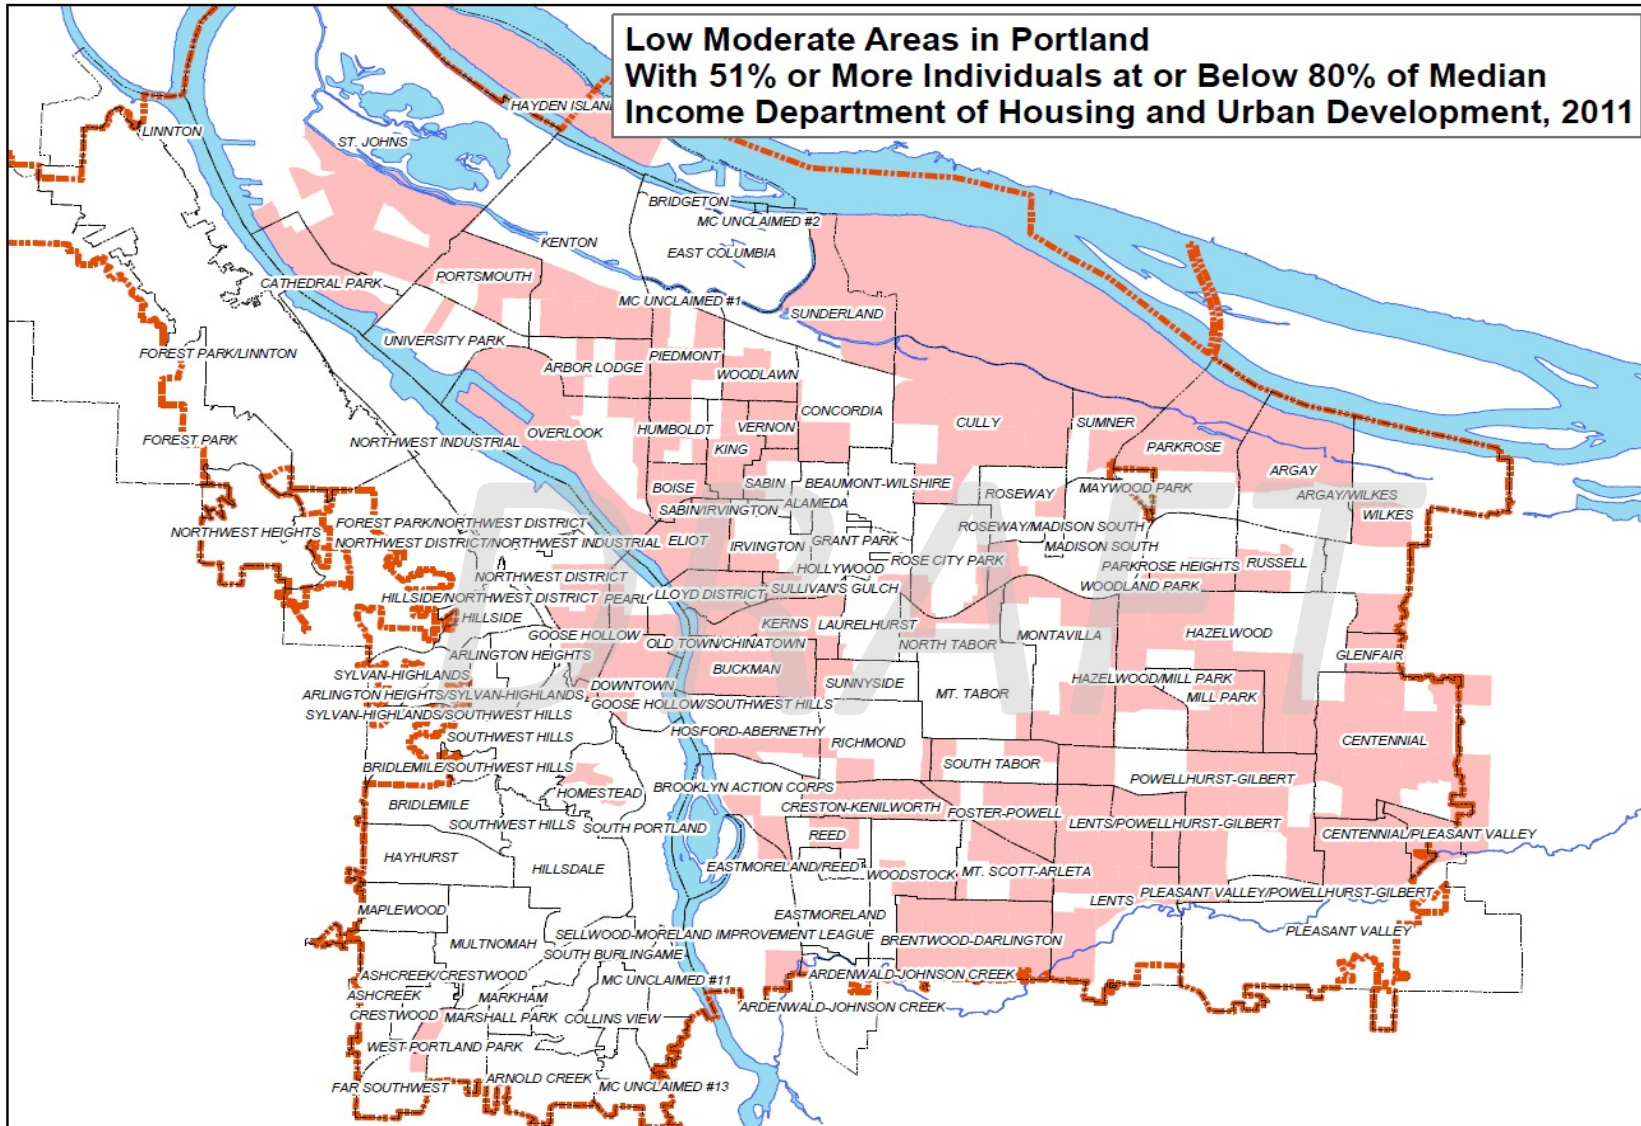 Low Moderate Areas in Portland
With 51% or More Individuals at or Below 80% of Median
Income Department of Housing and Urban Development, 2011
HAYDEN ISLAN
LINNTON
ST. JOHNS
BRIDGETON
MC UNCLAIMED #2
KENTON
EAST COLUMBIA
PORTSMOUTH
CATHEDRAL PARK
MC UNCLAIMED #1
SUNDERLAND
UNIVERSITY PARK
FOREST PARK/LINNTON
PIEDMONT
ARBOR LODGE
WOODLAWN
CONCORDIA
CULLY
SUMNER
VERNON
HUMBOLDT
OVERLOOK
FOREST PARK
NORTHWEST INDUSTRIAL
PARKROSE
KING
ARGAY
SABIN
BEAUMONT-WILSHIRE
BOISE
ROSEWAY
MAYWOOD PARK
ARGAY/WILKES
ALAMEDA
SABIN/IRVINGTON
WILKES
FOREST PARK/NORTHWEST DISTRICT
ROSEWAY/MADISON SOUTH
NORTHWEST HEIGHTS
NORTHWEST DISTRICT/NORTHWEST INDUSTRIAL
ELIOT
GRANT PARK
IRVINGTON
MADISON SOUTH
ROSE CITY PARK
RUSSELL
HOLLYWOOD
PARKROSE HEIGHTS
NORTHWEST DISTRICT
WOODLAND PARK
SULLIVAN'S GULCH
LLOYD DISTRICT
HILLSIDE/NORTHWEST DISTRICT
PEARL
HILLSIDE
KERNS
LAURELHURST
GOOSE HOLLOW
MONTAVILLA
HAZELWOOD
OLD TOWN/CHINATOWN
NORTH TABOR
ARLINGTON HEIGHTS
GLENFAIR
BUCKMAN
SYLVAN-HIGHLANDS
HAZELWOOD/MILL PARK
SUNNYSIDE
DOWNTOWN
ARLINGTON HEIGHTS/SYLVAN-HIGHLANDS
MT. TABOR
MILL PARK
GOOSE HOLLOW/SOUTHWEST HILLS
SYLVAN-HIGHLANDS/SOUTHWEST HILLS
HOSFORD-ABERNETHY
SOUTHWEST HILLS
RICHMOND
CENTENNIAL
SOUTH TABOR
BRIDLEMILE/SOUTHWEST HILLS
POWELLHURST-GILBERT
BROOKLYN ACTION CORPS
HOMESTEAD
BRIDLEMILE
CRESTON-KENILWORTH
FOSTER-POWELL
SOUTHWEST HILLS
SOUTH PORTLAND
LENTS/POWELLHURST-GILBERT
REED
CENTENNIAL/PLEASANT VALLEY
HAYHURST
HILLSDALE
EASTMORELAND/REED
WOODSTOCK
MT. SCOTT-ARLETA
PLEASANT VALLEY/POWELLHURST-GILBERT
LENTS
MAPLEWOOD
EASTMORELAND
SELLWOOD-MORELAND IMPROVEMENT LEAGUE
PLEASANT VALLEY
BRENTWOOD-DARLINGTON
MULTNOMAH
SOUTH BURLINGAME
ASHCREEK/CRESTWOOD
ARDENWALD-JOHNSON CREEK
MC UNCLAIMED #11
ASHCREEK
MARKHAM
ARDENWALD-JOHNSON CREEK
CRESTWOOD
MARSHALL PARK
COLLINS VIEW
WEST PORTLAND PARK
ARNOLD CREEK
FAR SOUTHWEST
MC UNCLAIMED #13
DRAFT